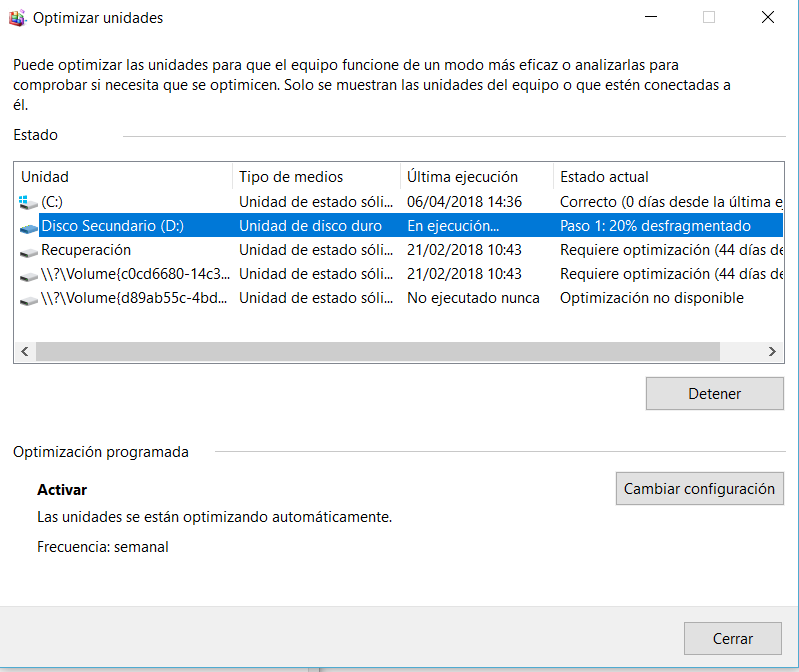 Optimizar unidades
Puede optimizar las unidades para que el equipo funcione de un modo más eficaz o analizarlas para
comprobar si necesita que se optimicen. Solo se muestran las unidades del equipo o que estén conectadas a
él.
Estado
Unidad Tipo de medios Última ejecución Estado actual
(C:) Unidad de estado sóli... 06/04/2018 14:36 Correcto (0 días desde la última e
Disco Secundario (D:) Unidad de disco duro En ejecución... Paso 1: 20% desfragmentado
Recuperación Unidad de estado sóli... 21/02/2018 10:43 Requiere optimización (44 días de
\\?\Volume{c0cd6680-14c3... Unidad de estado sóli... 21/02/2018 10:43 Requiere optimización (44 días de
\\?\Volume{d89ab55c-4bd... Unidad de estado sóli... No ejecutado nunca Optimización no disponible
Detener
Optimización programada
Activar
Cambiar configuración
Las unidades se están optimizando automáticamente.
Frecuencia: semanal
Cerrar